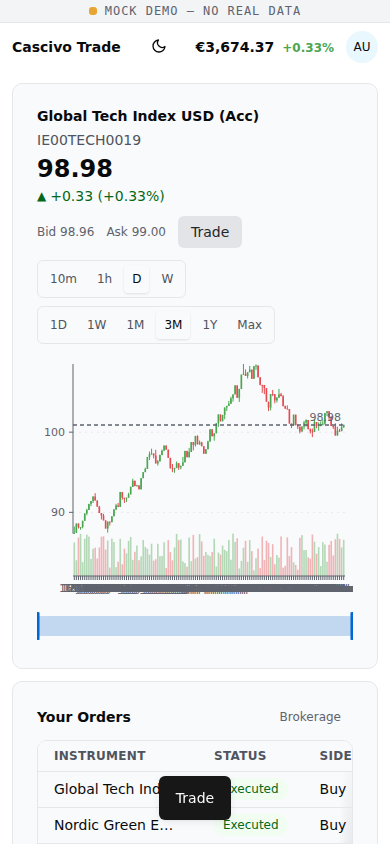 MOCK DEMO — NO REAL DATA
Cascivo Trade €3,674.37 +0.33% AU
Global Tech Index USD (Acc)
IE00TECH0019
98.98
▲ +0.33 (+0.33%)
Bid 98.96 Ask 99.00 Trade
10m 1h D W
1D 1W 1M 3M 1Y Max
98.98
100
90
Your Orders Brokerage
INSTRUMENT STATUS SIDE
Global Tech Ind Executed Buy
Trade
Nordic Green E… Executed Buy